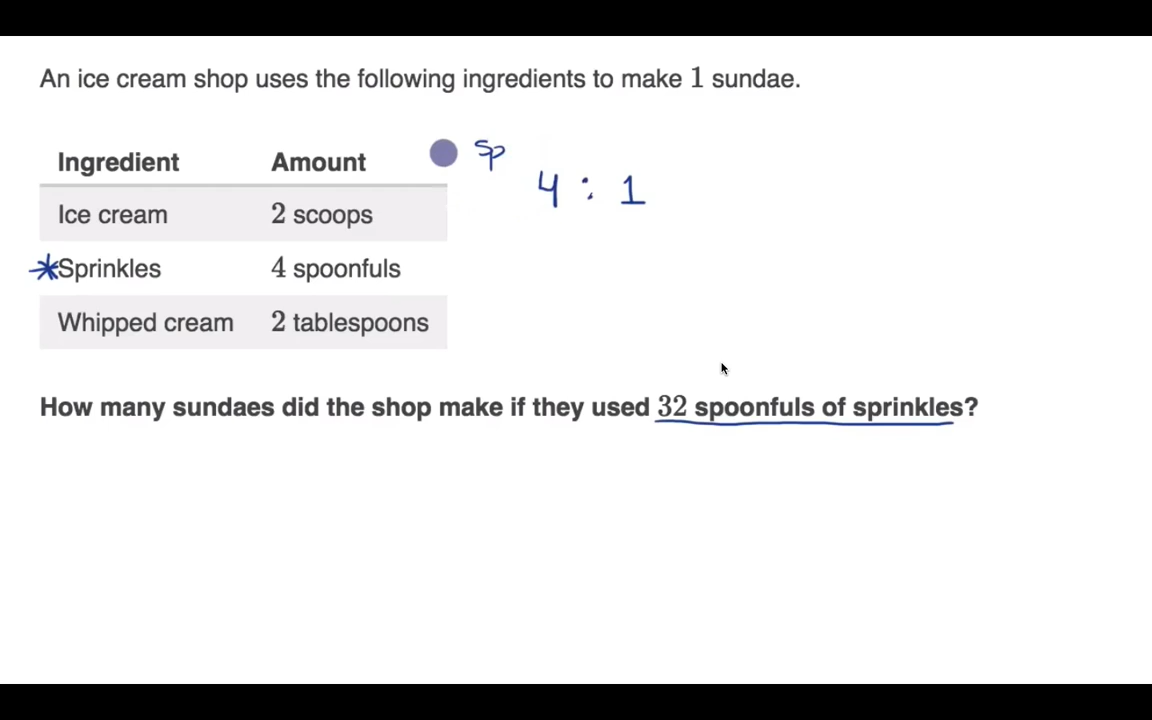 An ice cream shop uses the following ingredients to make 1 sundae.
Ingredient Amount sp
4 : 1
Ice cream 2 scoops
*Sprinkles 4 spoonfuls
Whipped cream 2 tablespoons
How many sundaes did the shop make if they used 32 spoonfuls of sprinkles?